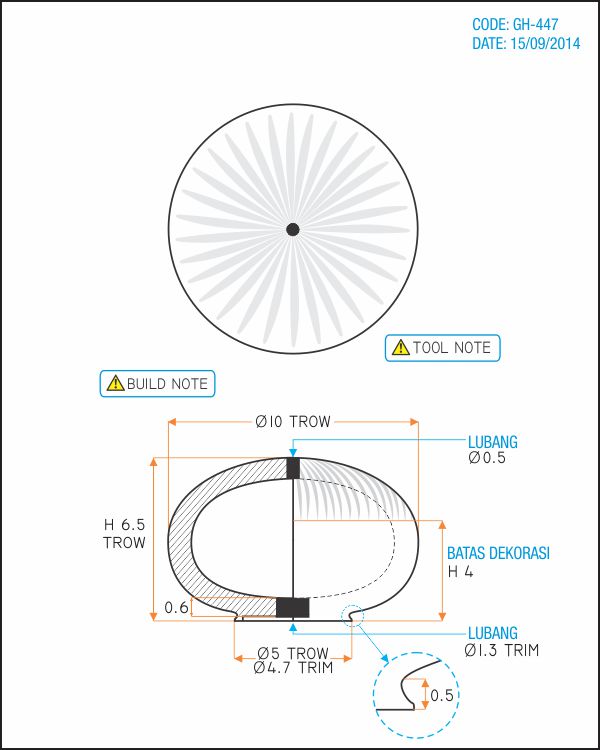 CODE: GH-447
DATE: 15/09/2014
TOOL NOTE
BUILD NOTE
Ø10 TROW
LUBANG
Ø0.5
H 6.5
TROW
BATAS DEKORASI
H 4
0.6
LUBANG
Ø1.3 TRIM
Ø5 TROW
Ø4.7 TRIM
0.5